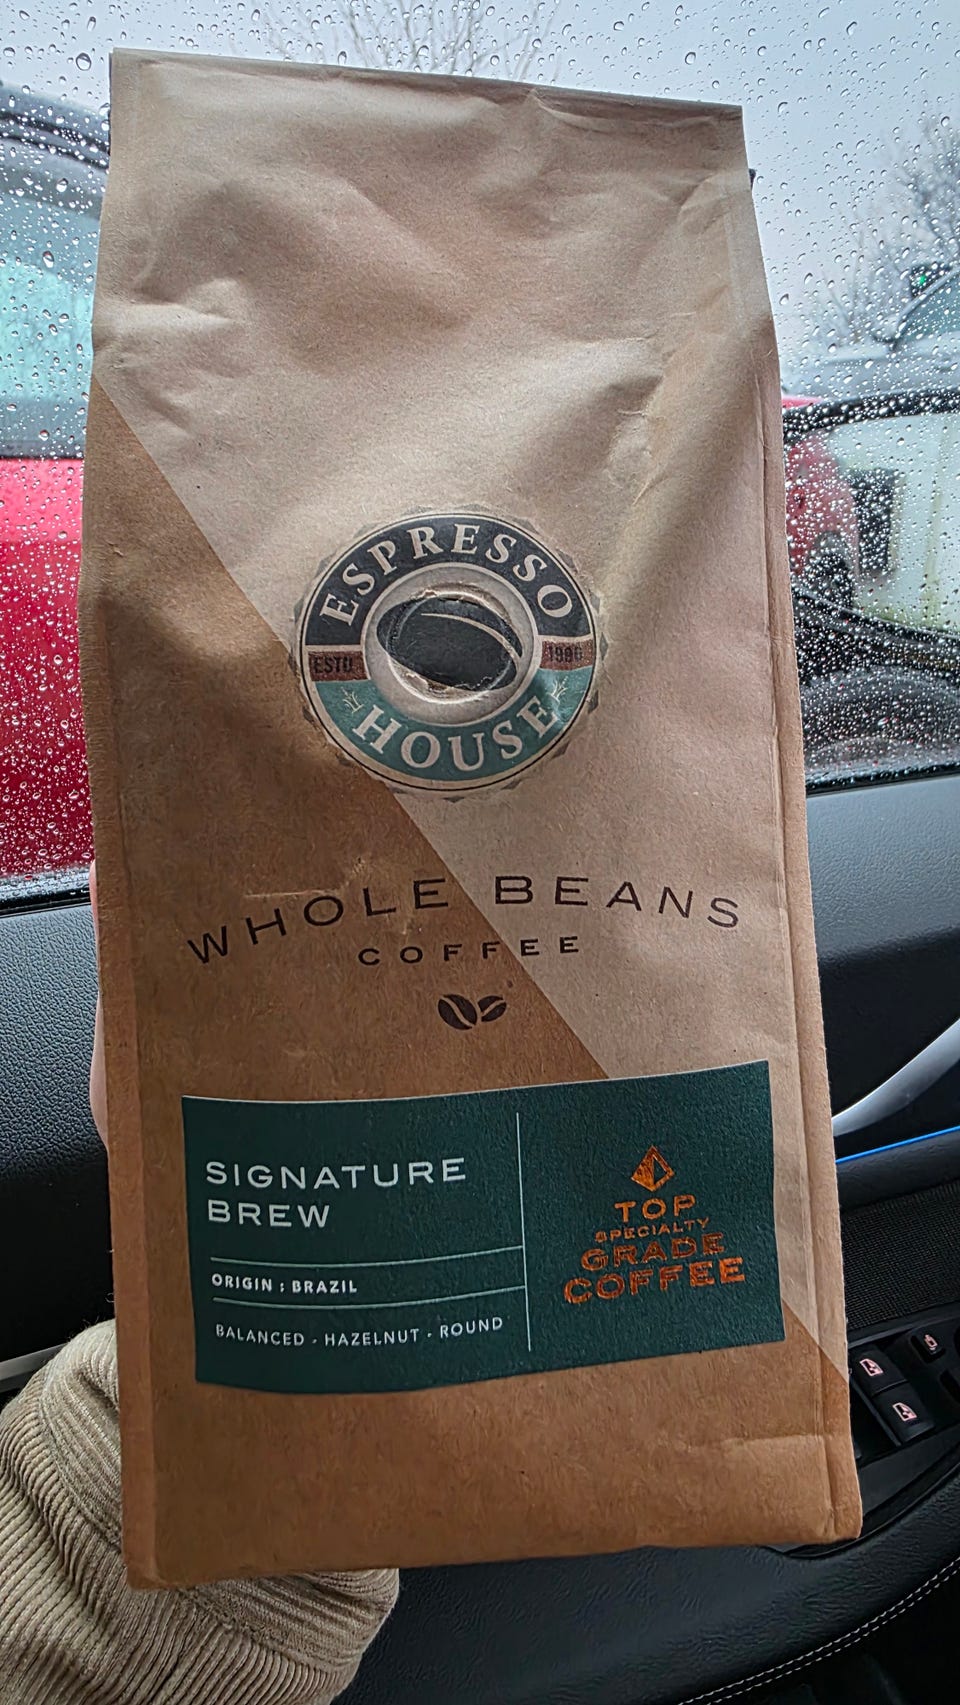 ESPRESSO
ESTD 1996
HOUSE
WHOLE BEANS
COFFEE
SIGNATURE
BREW
ORIGIN : BRAZIL
BALANCED · HAZELNUT · ROUND
TOP
SPECIALTY
GRADE
COFFEE